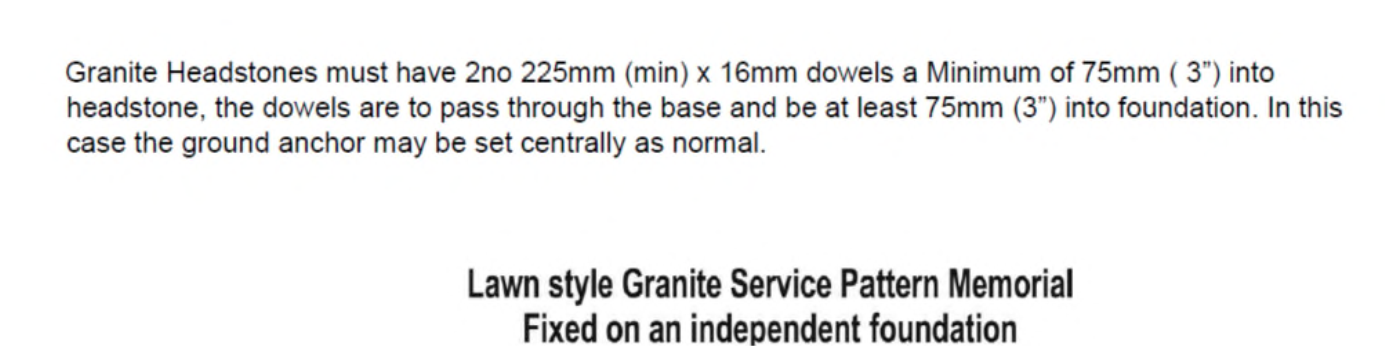 Granite Headstones must have 2no 225mm (min) x 16mm dowels a Minimum of 75mm ( 3”) into
headstone, the dowels are to pass through the base and be at least 75mm (3”) into foundation. In this
case the ground anchor may be set centrally as normal.
Lawn style Granite Service Pattern Memorial
Fixed on an independent foundation